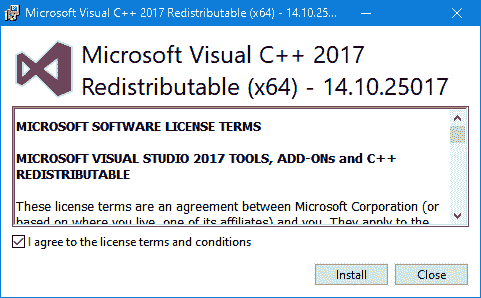 Microsoft Visual C++ 2017 Redistributable (x64) - 14.10.25...
Microsoft Visual C++ 2017
Redistributable (x64) - 14.10.25017
MICROSOFT SOFTWARE LICENSE TERMS
MICROSOFT VISUAL STUDIO 2017 TOOLS, ADD-ONs and C++
REDISTRIBUTABLE
These license terms are an agreement between Microsoft Corporation (or
based on where you live, one of its affiliates) and you. They apply to the
I agree to the license terms and conditions
Install
Close